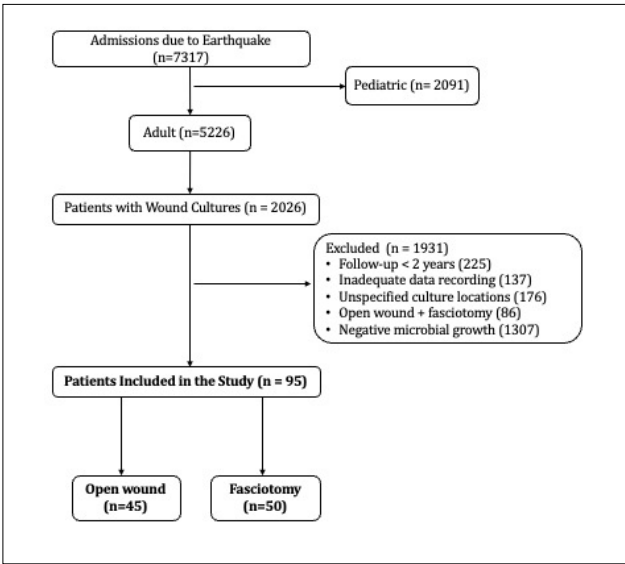 Admissions due to Earthquake
(n=7317)
Pediatric (n= 2091)
Adult (n=5226)
Patients with Wound Cultures (n = 2026)
Excluded (n = 1931)
• Follow-up < 2 years (225)
• Inadequate data recording (137)
• Unspecified culture locations (176)
• Open wound + fasciotomy (86)
• Negative microbial growth (1307)
Patients Included in the Study (n = 95)
Open wound
(n=45)
Fasciotomy
(n=50)